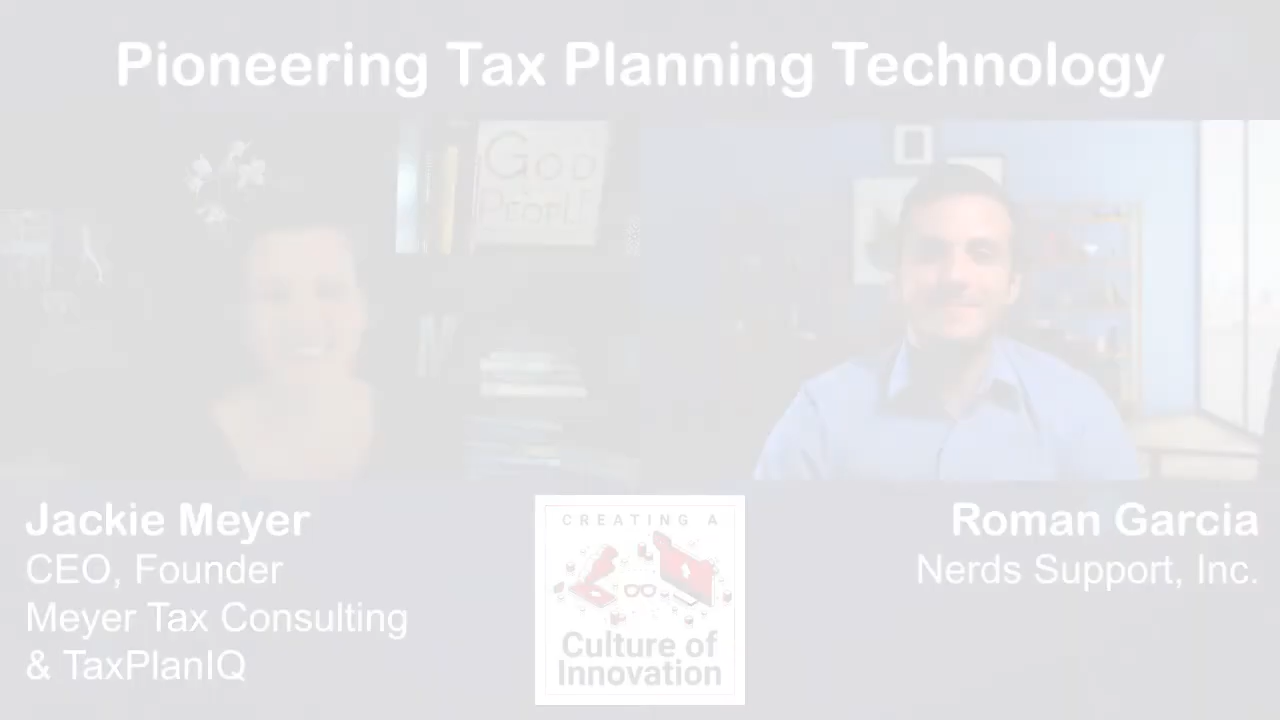 Pioneering Tax Planning Technology
GOD
Jackie Meyer
CEO, Founder
Meyer Tax Consulting
& TaxPlanIQ
CREATING A
Culture of
Innovation
Roman Garcia
Nerds Support, Inc.